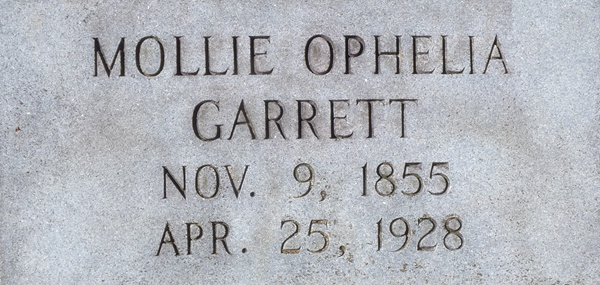 MOLLIE OPHELIA
GARRETT
NOV. 9, 1855
APR. 25, 1928